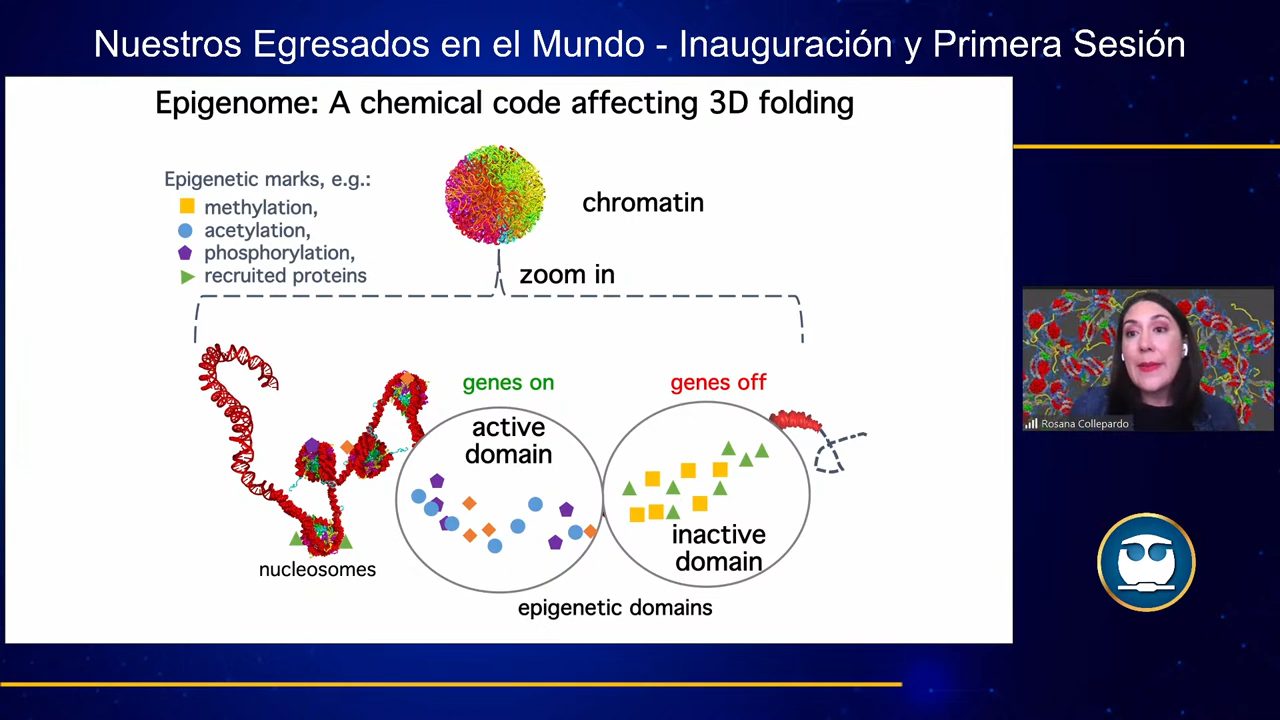 Nuestros Egresados en el Mundo - Inauguración y Primera Sesión
Epigenome: A chemical code affecting 3D folding
Epigenetic marks, e.g.:
methylation,
acetylation,
phosphorylation,
recruited proteins
chromatin
zoom in
genes on
genes off
active
domain
inactive
domain
nucleosomes
epigenetic domains
Rosana Collepardo